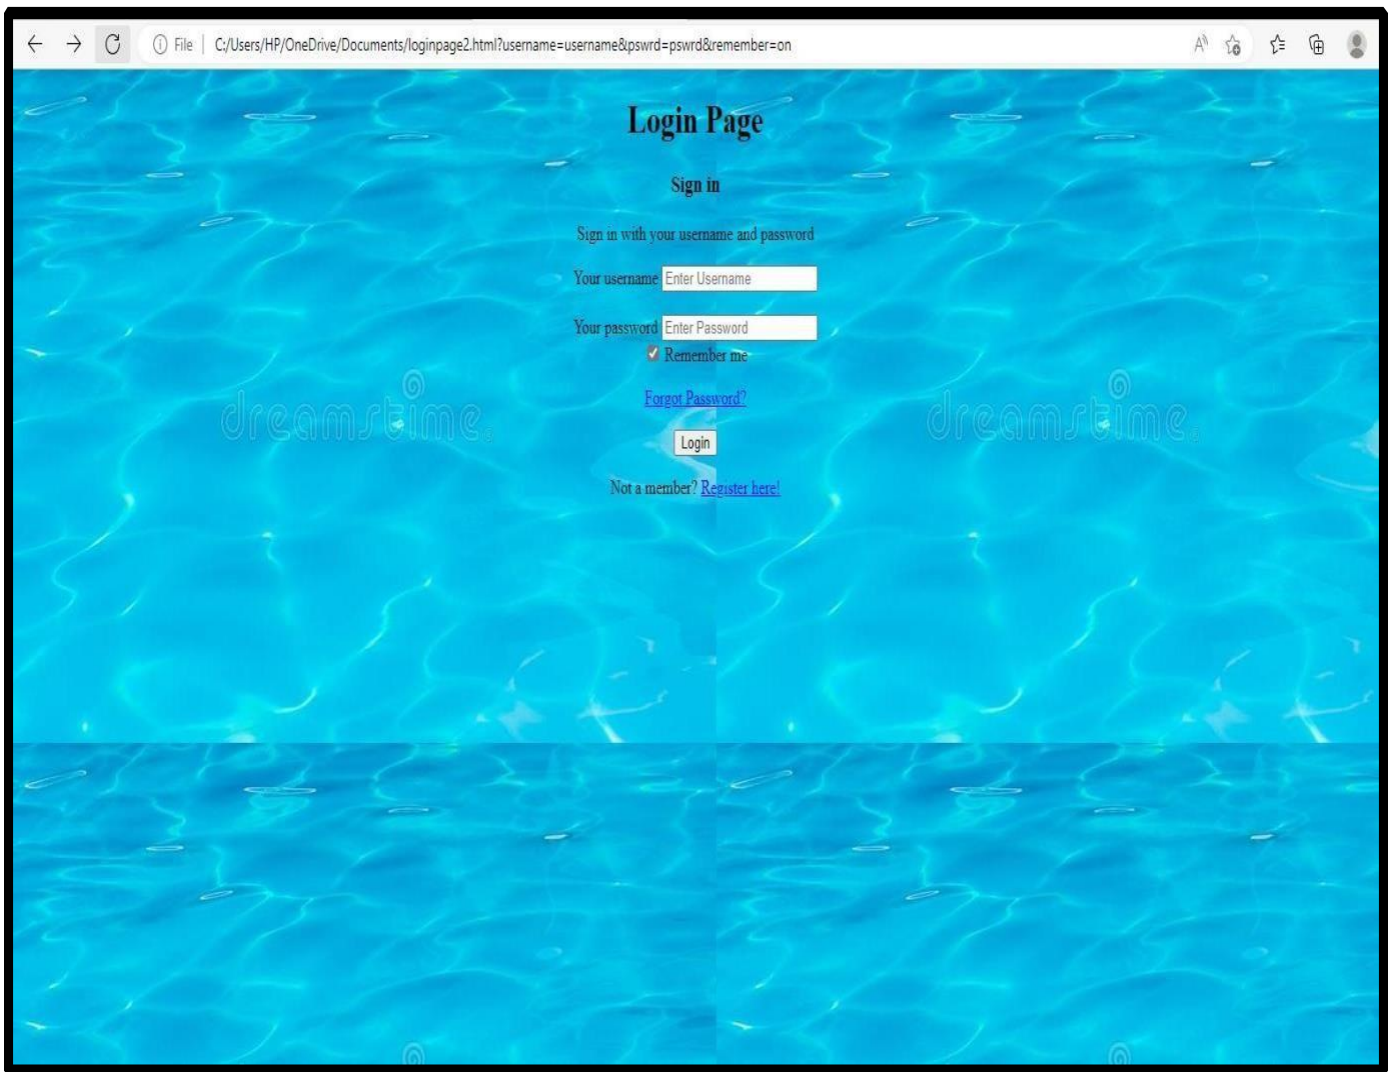 File C:/Users/HP/OneDrive/Documents/loginpage2.html?username=username&pswrd=pswrd&remember=on
Login Page
Sign in
Sign in with your username and password
Your username Enter Username
Your password Enter Password
Remember me
Forgot Password?
dreamstime dreamstime
Login
Not a member? Register here!